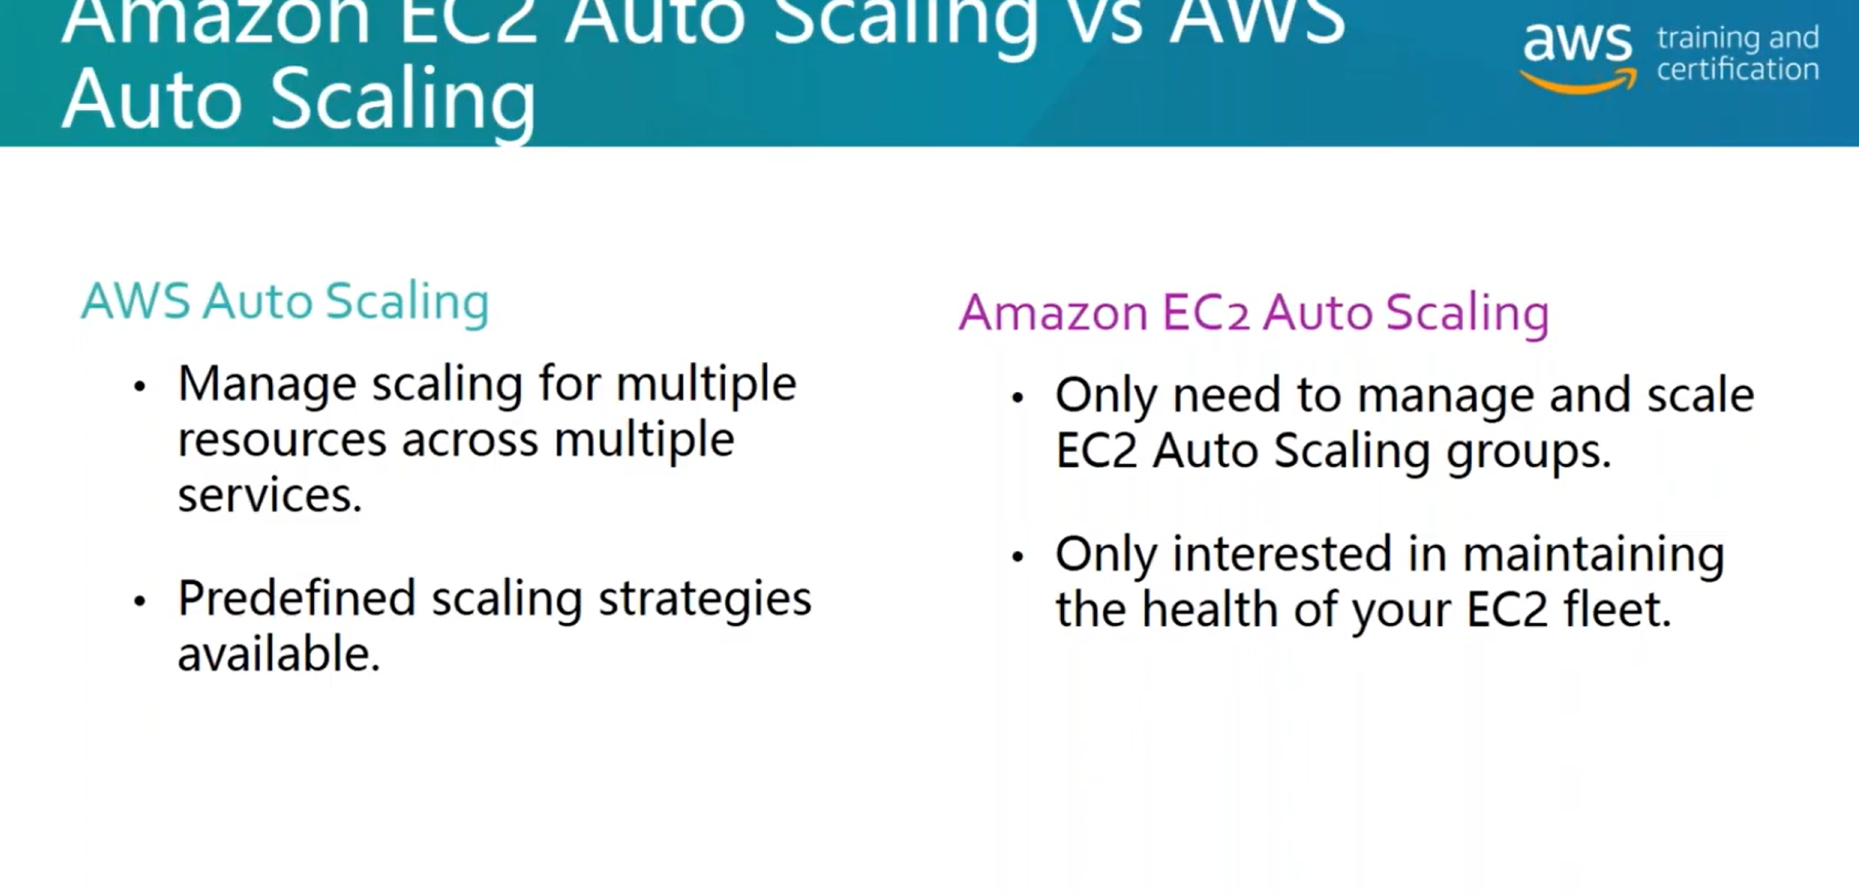 Amazon EC2 Auto Scaling vs AWS
Auto Scaling
aws training and
certification
AWS Auto Scaling
• Manage scaling for multiple
resources across multiple
services.
• Predefined scaling strategies
available.
Amazon EC2 Auto Scaling
• Only need to manage and scale
EC2 Auto Scaling groups.
• Only interested in maintaining
the health of your EC2 fleet.